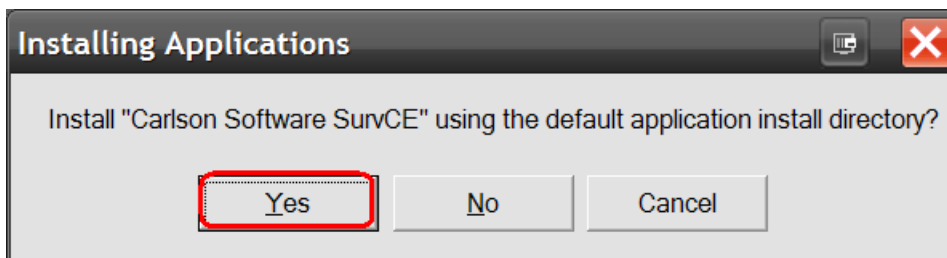 Installing Applications
Install "Carlson Software SurvCE" using the default application install directory?
Yes No Cancel